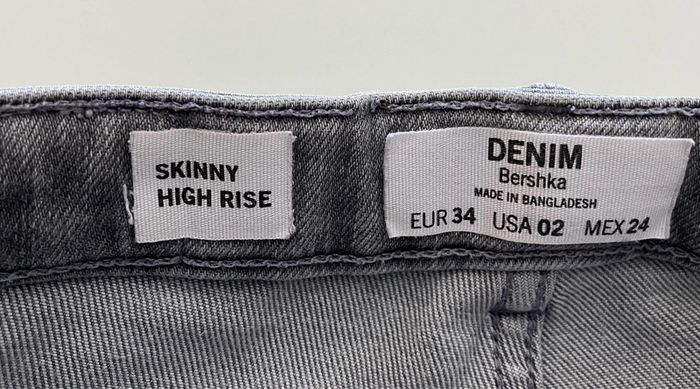 SKINNY
HIGH RISE
DENIM
Bershka
MADE IN BANGLADESH
EUR 34 USA 02 MEX 24